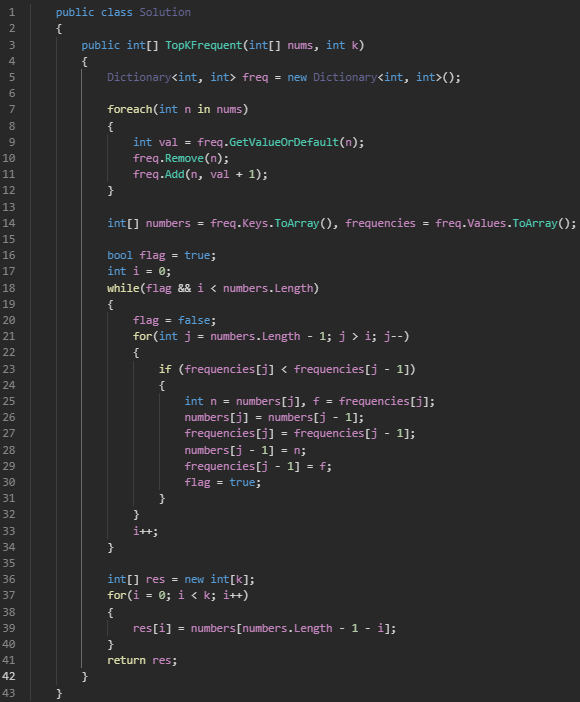 1 public class Solution
2 {
3     public int[] TopKFrequent(int[] nums, int k)
4     {
5         Dictionary<int, int> freq = new Dictionary<int, int>();
6
7         foreach(int n in nums)
8         {
9             int val = freq.GetValueOrDefault(n);
10             freq.Remove(n);
11             freq.Add(n, val + 1);
12         }
13
14         int[] numbers = freq.Keys.ToArray(), frequencies = freq.Values.ToArray();
15
16         bool flag = true;
17         int i = 0;
18         while(flag && i < numbers.Length)
19         {
20             flag = false;
21             for(int j = numbers.Length - 1; j > i; j--)
22             {
23                 if (frequencies[j] < frequencies[j - 1])
24                 {
25                     int n = numbers[j], f = frequencies[j];
26                     numbers[j] = numbers[j - 1];
27                     frequencies[j] = frequencies[j - 1];
28                     numbers[j - 1] = n;
29                     frequencies[j - 1] = f;
30                     flag = true;
31                 }
32             }
33             i++;
34         }
35
36         int[] res = new int[k];
37         for(i = 0; i < k; i++)
38         {
39             res[i] = numbers[numbers.Length - 1 - i];
40         }
41         return res;
42     }
43 }